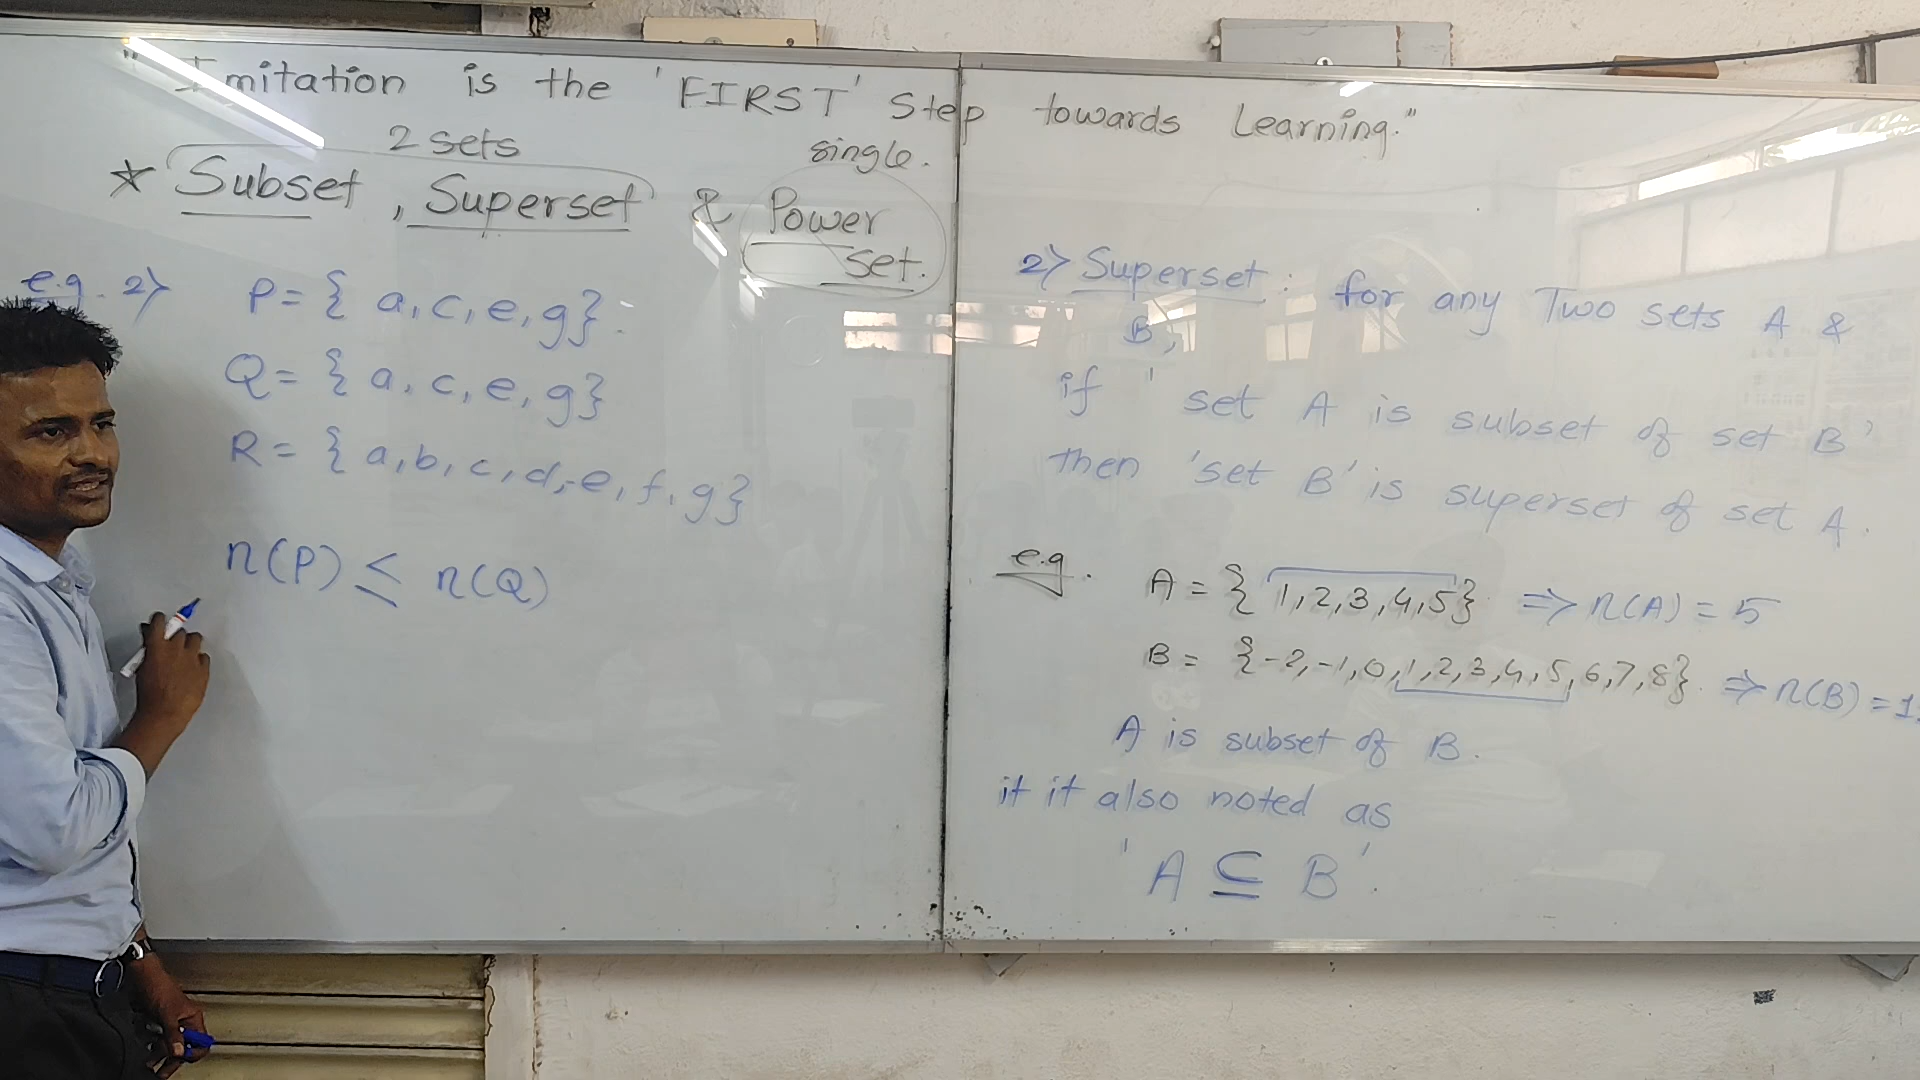 " Imitation is the 'FIRST' Step towards Learning."
2 sets single.
* Subset, Superset & Power
set.
e.g. 2) P = { a, c, e, g}
Q = { a, c, e, g}
R = { a, b, c, d, e, f, g}
n(P) ≤ n(Q)
2) Superset : for any Two sets A &
B,
if 'set A is subset of set B'
then 'set B' is superset of set A.
e.g. A = { 1,2,3,4,5} => n(A) = 5
B = {-2,-1,0,1,2,3,4,5,6,7,8} => n(B) =
A is subset of B.
it it also noted as
'A ⊆ B'.